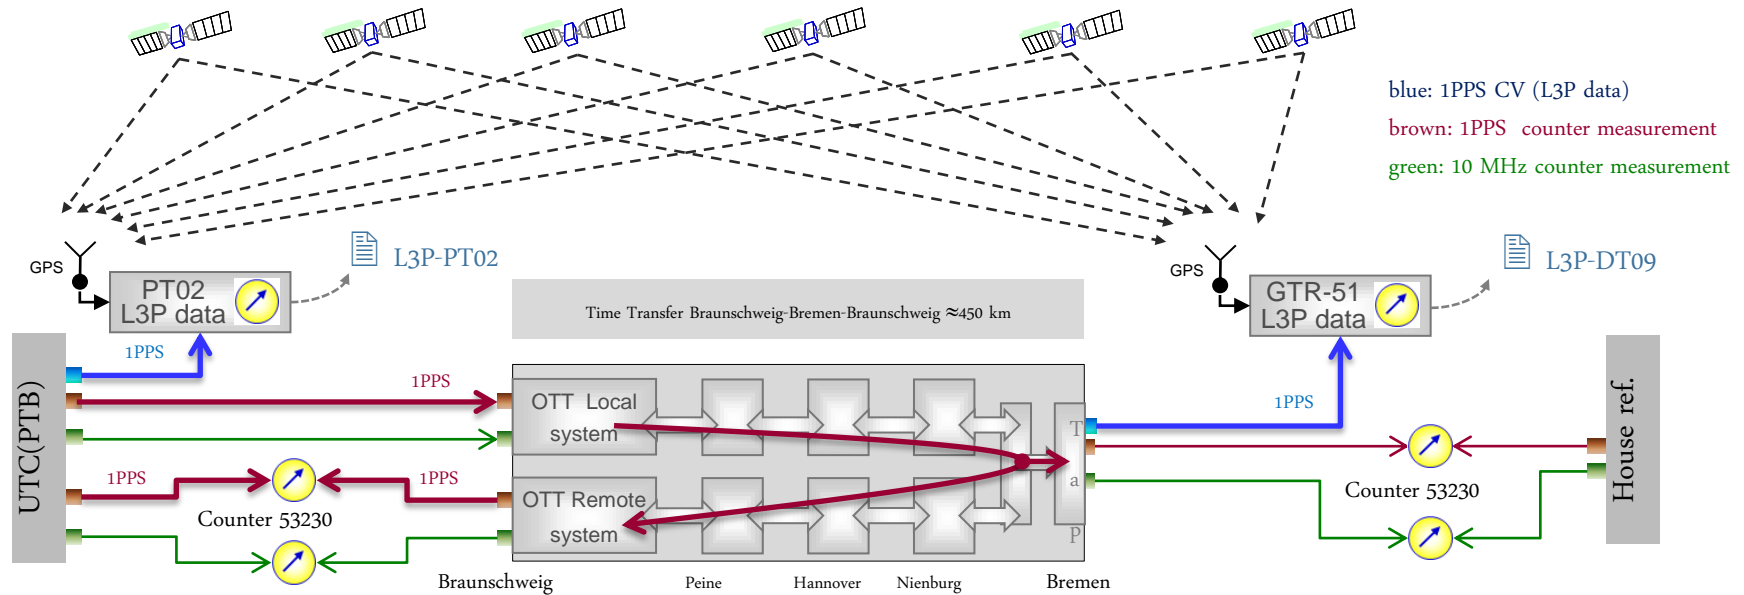 blue: 1PPS CV (L3P data)
brown: 1PPS counter measurement
green: 10 MHz counter measurement
GPS
L3P-PT02
PT02
L3P data
GPS
L3P-DT09
GTR-51
L3P data
Time Transfer Braunschweig-Bremen-Braunschweig ≈450 km
UTC(PTB)
1PPS
1PPS
1PPS
1PPS
Counter 53230
OTT Local
system
OTT Remote
system
T
a
P
1PPS
Counter 53230
House ref.
Braunschweig
Peine
Hannover
Nienburg
Bremen